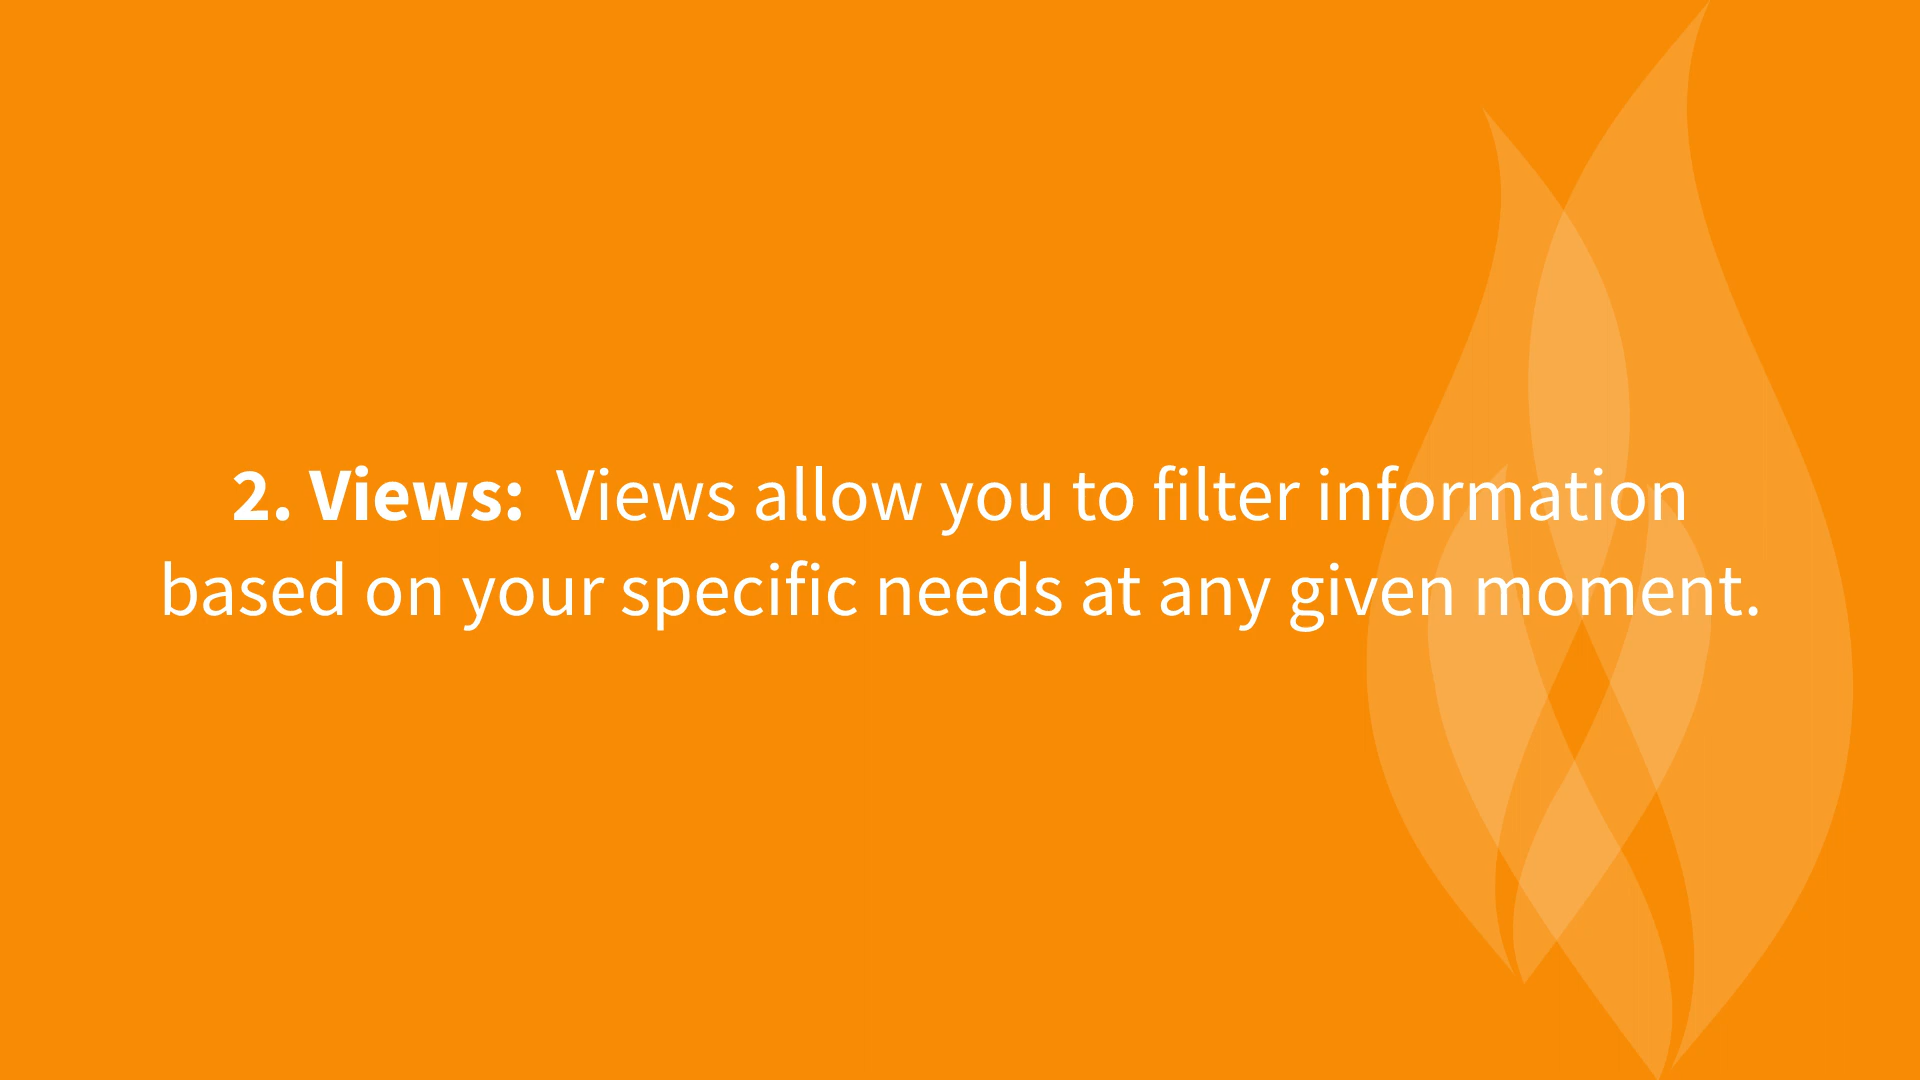 2. Views: Views allow you to filter information
based on your specific needs at any given moment.